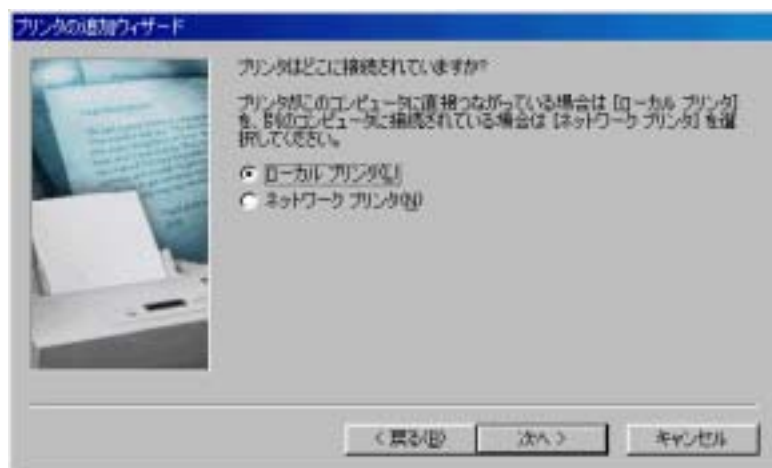 プリンタの追加ウィザード
プリンタはどこに接続されていますか?
プリンタがこのコンピュータに直接つながっている場合は [ローカル プリンタ]
を、別のコンピュータに接続されている場合は [ネットワーク プリンタ] を選
択してください。
ローカル プリンタ(L)
ネットワーク プリンタ(N)
< 戻る(B)
次へ >
キャンセル